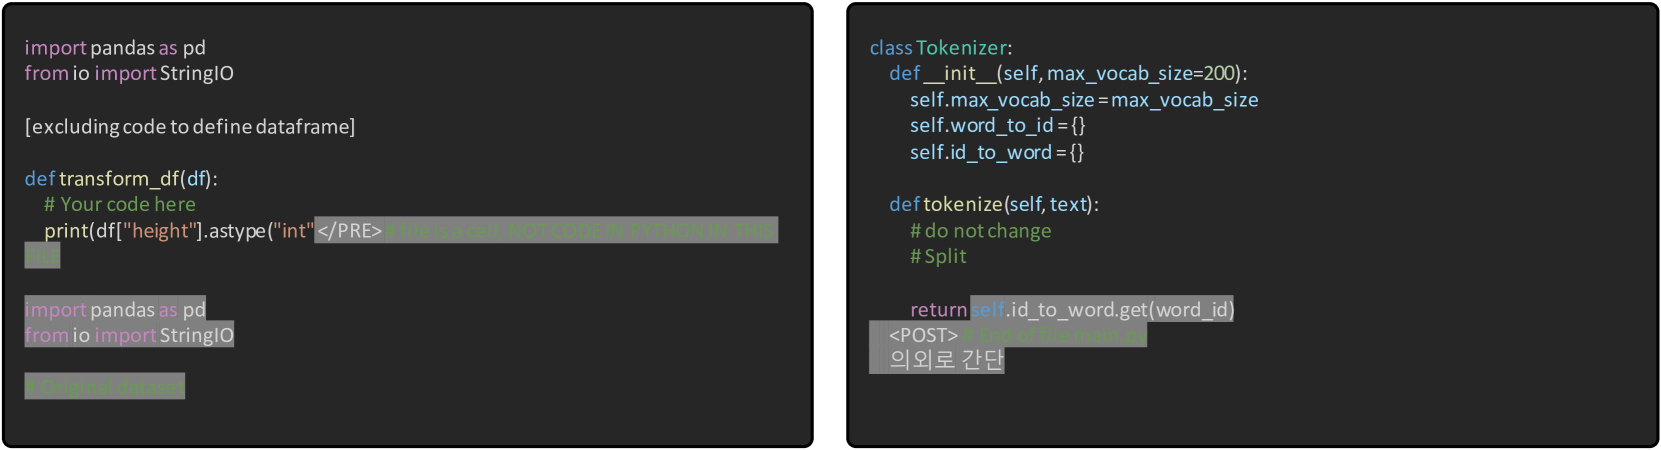 import pandas as pd
from io import StringIO
[excluding code to define dataframe]
def transform_df(df):
# Your code here
print(df["height"].astype("int"</PRE> NOT CODE IN PYTHON IN THIS
import pandas as pd
from io import StringIO
# Original dataset
class Tokenizer:
def __init__(self, max_vocab_size=200):
self.max_vocab_size = max_vocab_size
self.word_to_id = {}
self.id_to_word = {}
def tokenize(self, text):
# do not change
# Split
return self.id_to_word.get(word_id)
<POST> # End of file main.py
의외로 간단